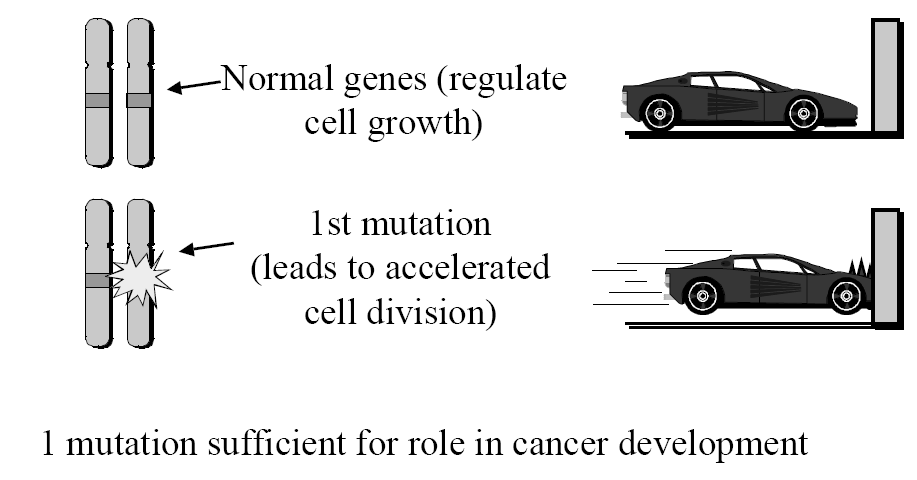 Normal genes (regulate
cell growth)
1st mutation
(leads to accelerated
cell division)
1 mutation sufficient for role in cancer development